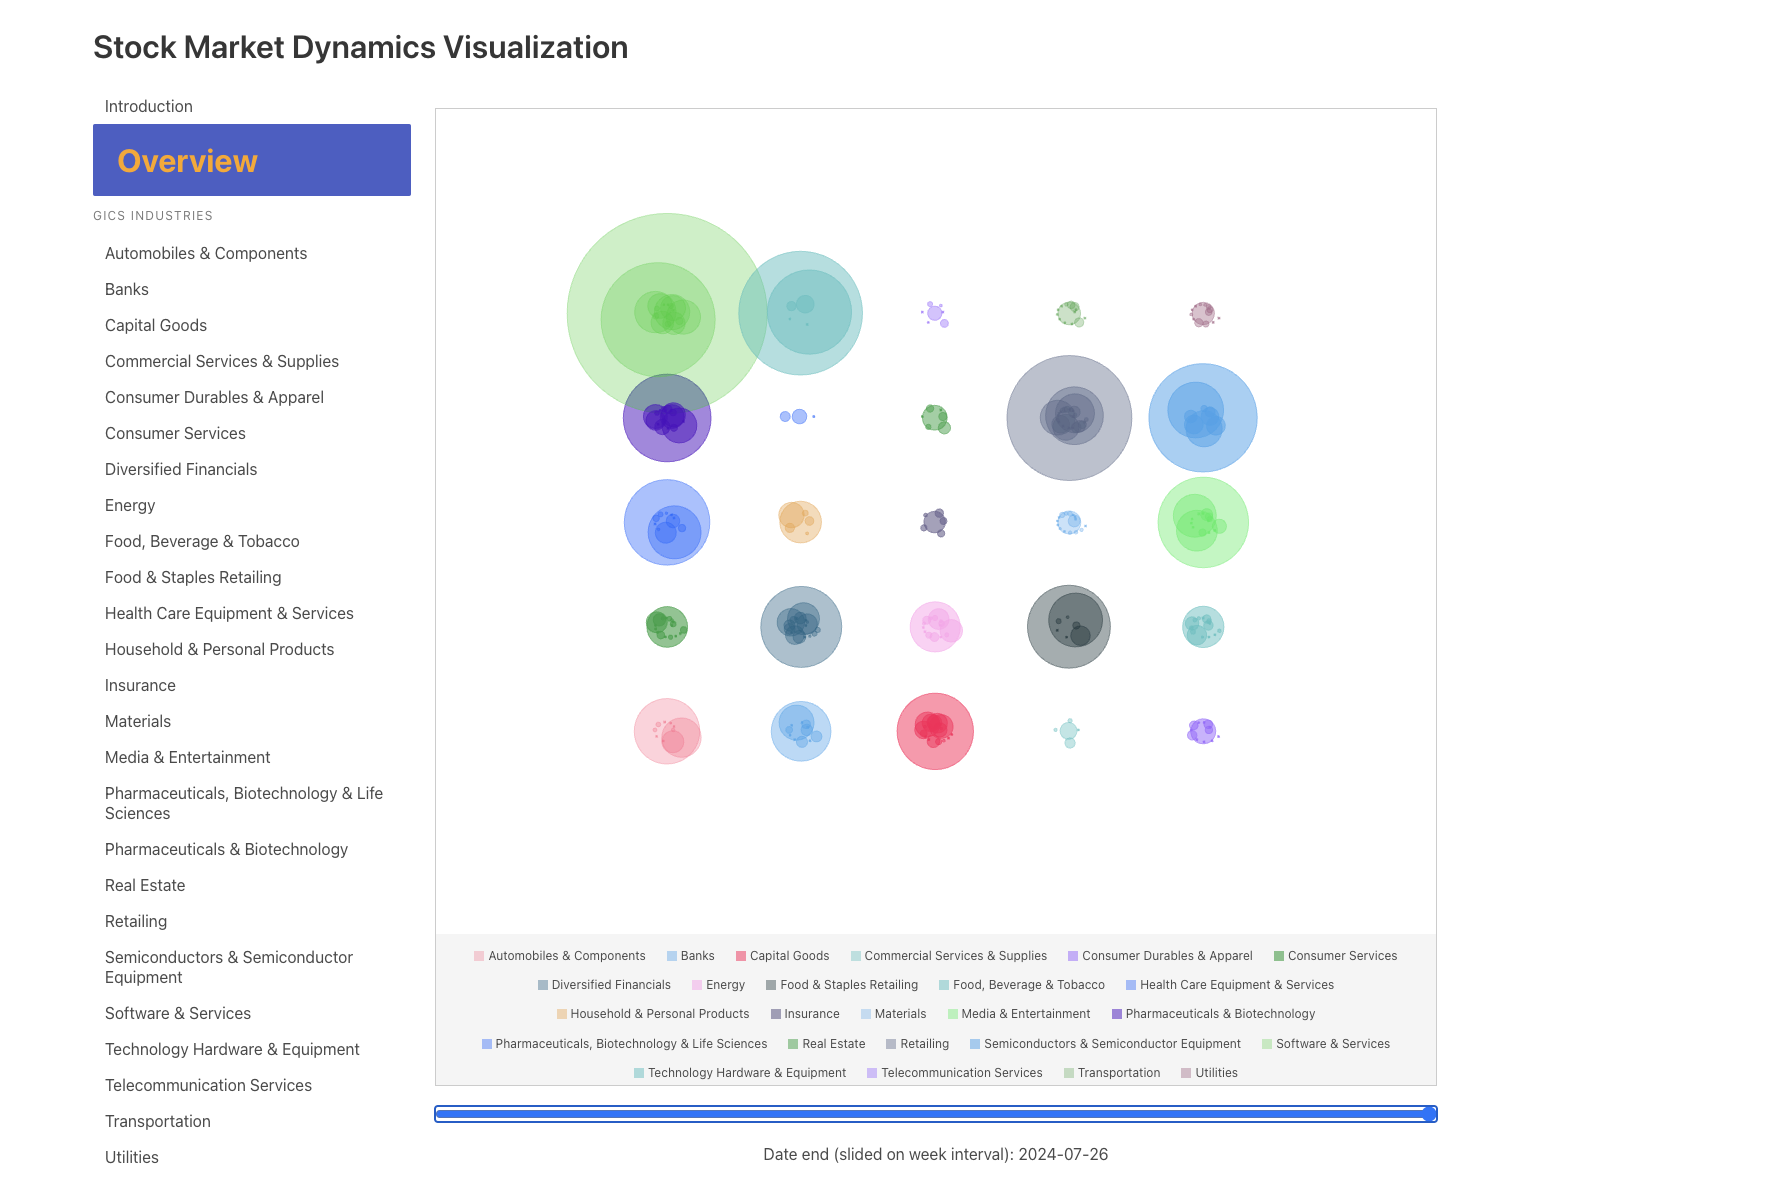 Stock Market Dynamics Visualization
Introduction
Overview
GICS INDUSTRIES
Automobiles & Components
Banks
Capital Goods
Commercial Services & Supplies
Consumer Durables & Apparel
Consumer Services
Diversified Financials
Energy
Food, Beverage & Tobacco
Food & Staples Retailing
Health Care Equipment & Services
Household & Personal Products
Insurance
Materials
Media & Entertainment
Pharmaceuticals, Biotechnology & Life
Sciences
Pharmaceuticals & Biotechnology
Real Estate
Retailing
Semiconductors & Semiconductor
Equipment
Software & Services
Technology Hardware & Equipment
Telecommunication Services
Transportation
Utilities
Automobiles & Components Banks Capital Goods Commercial Services & Supplies Consumer Durables & Apparel Consumer Services
Diversified Financials Energy Food & Staples Retailing Food, Beverage & Tobacco Health Care Equipment & Services
Household & Personal Products Insurance Materials Media & Entertainment Pharmaceuticals & Biotechnology
Pharmaceuticals, Biotechnology & Life Sciences Real Estate Retailing Semiconductors & Semiconductor Equipment Software & Services
Technology Hardware & Equipment Telecommunication Services Transportation Utilities
Date end (slided on week interval): 2024-07-26